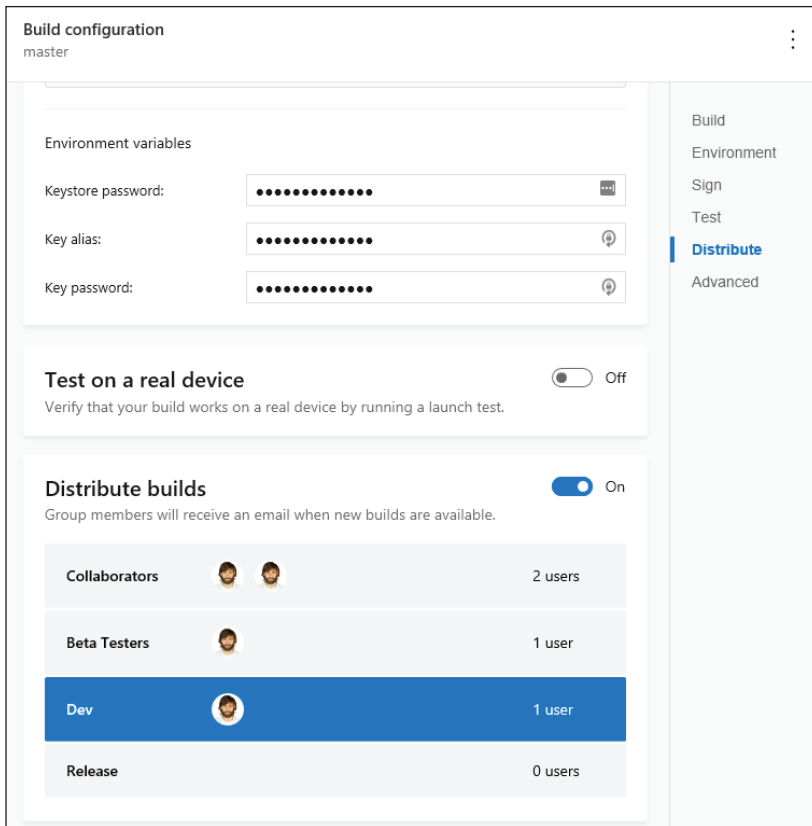 Build configuration
master
Environment variables
Keystore password: •••••••••••••
Key alias: •••••••••••••
Key password: •••••••••••••
Test on a real device
Off
Verify that your build works on a real device by running a launch test.
Distribute builds
On
Group members will receive an email when new builds are available.
Collaborators 2 users
Beta Testers 1 user
Dev 1 user
Release 0 users
Build
Environment
Sign
Test
Distribute
Advanced